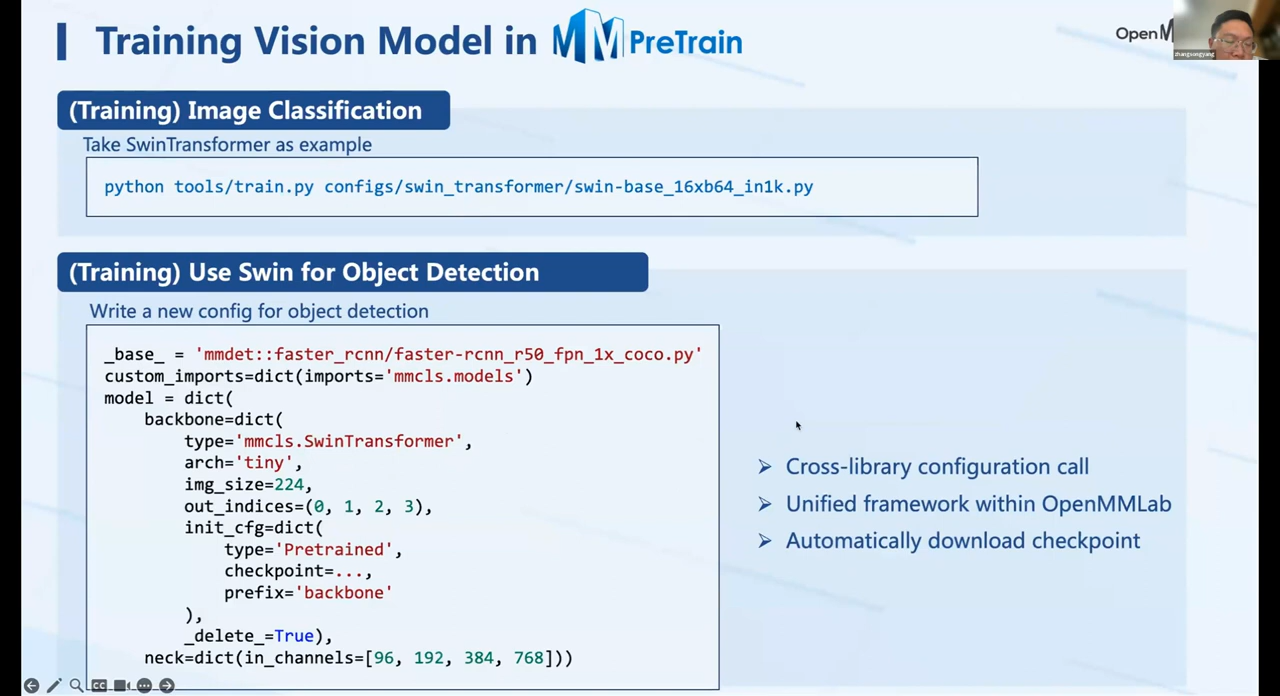 Training Vision Model in MM PreTrain
OpenM
zhangsongyang
(Training) Image Classification
Take SwinTransformer as example
python tools/train.py configs/swin_transformer/swin-base_16xb64_in1k.py
(Training) Use Swin for Object Detection
Write a new config for object detection
_base_ = 'mmdet::faster_rcnn/faster-rcnn_r50_fpn_1x_coco.py'
custom_imports=dict(imports='mmcls.models')
model = dict(
    backbone=dict(
        type='mmcls.SwinTransformer',
        arch='tiny',
        img_size=224,
        out_indices=(0, 1, 2, 3),
        init_cfg=dict(
            type='Pretrained',
            checkpoint=...,
            prefix='backbone'
        ),
        _delete_=True),
    neck=dict(in_channels=[96, 192, 384, 768]))
➢ Cross-library configuration call
➢ Unified framework within OpenMMLab
➢ Automatically download checkpoint
CC